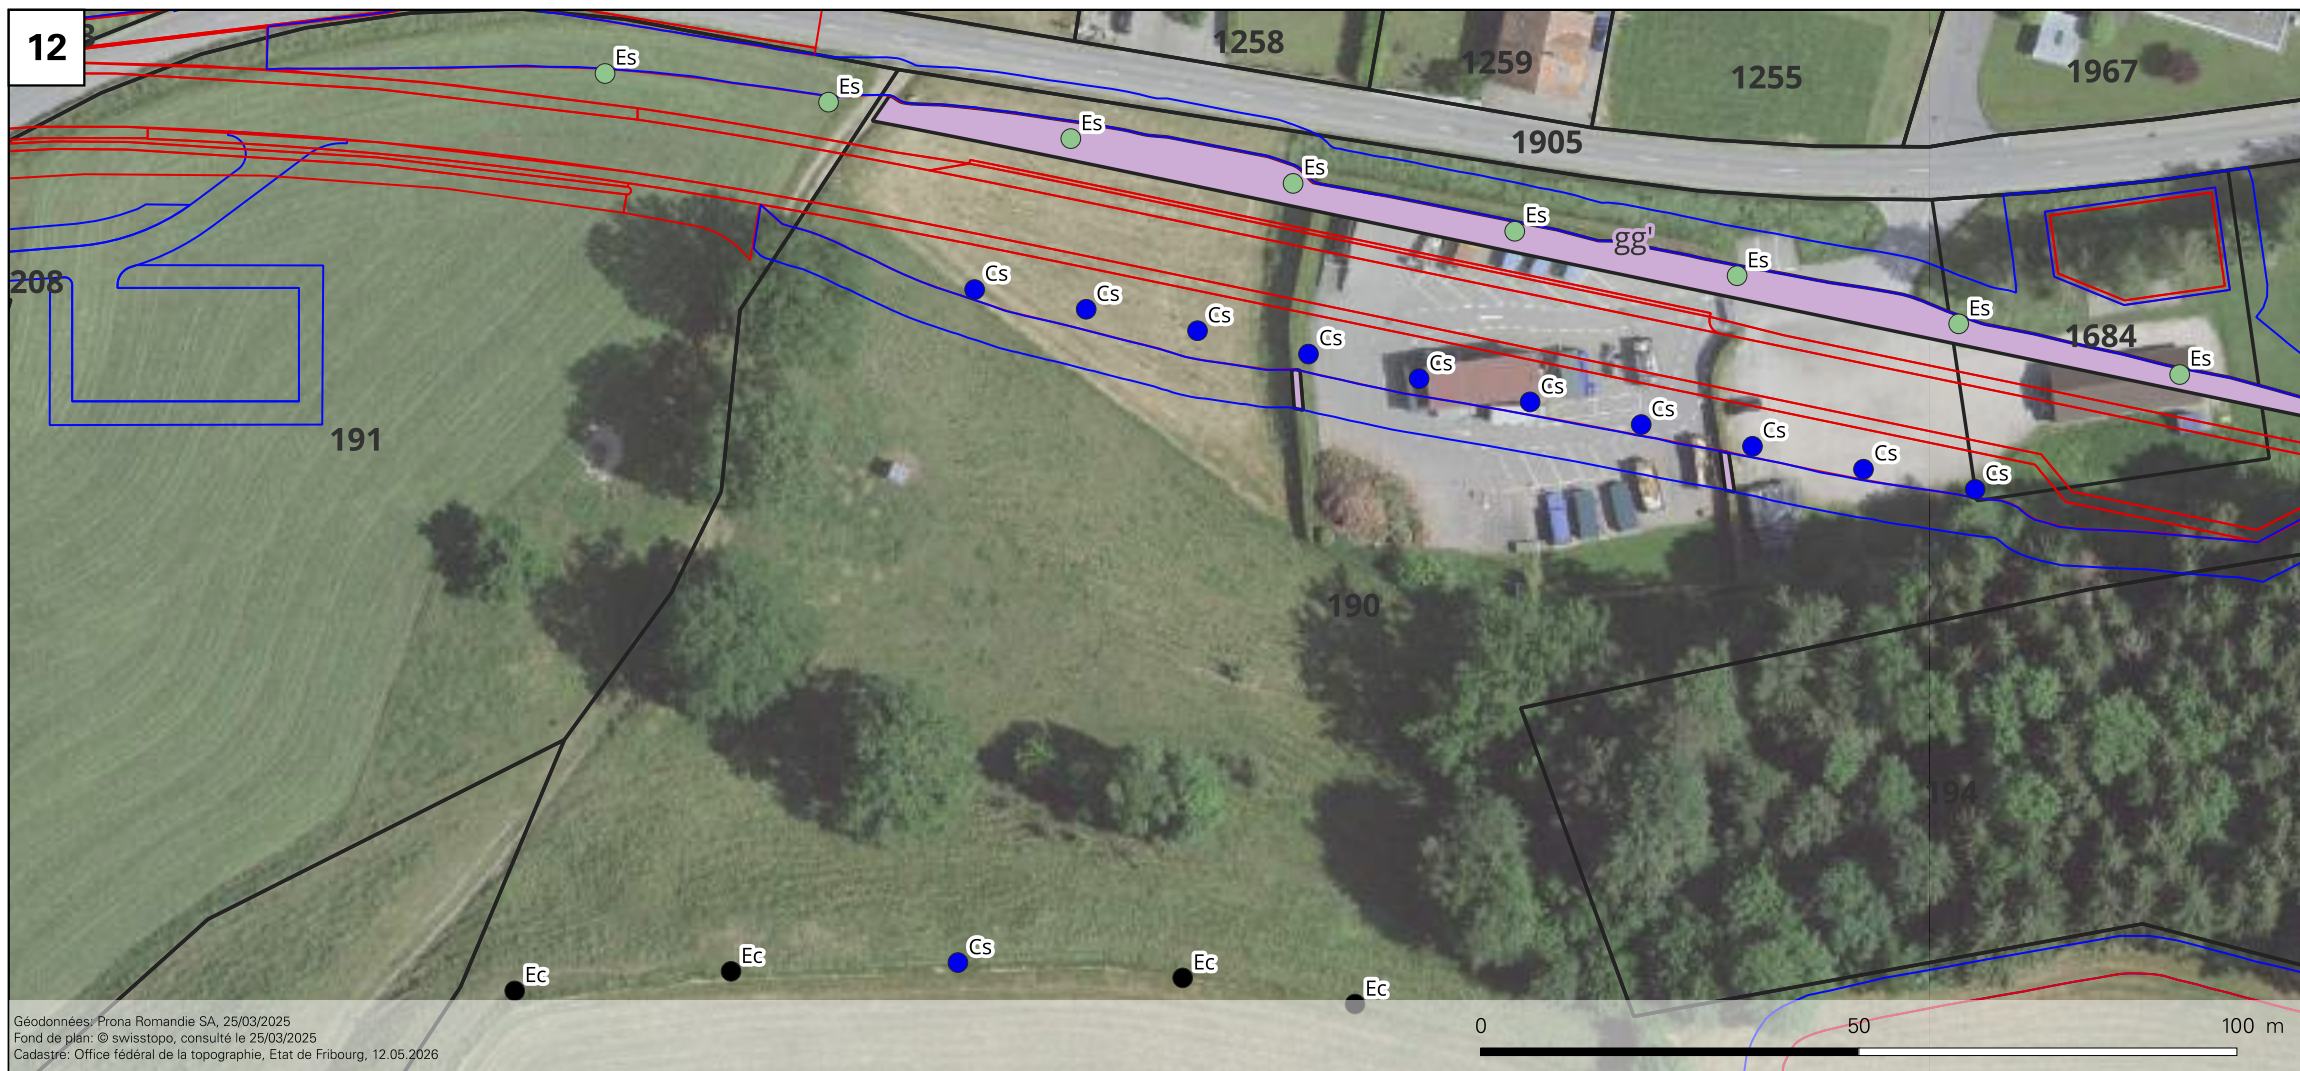 12
8
1258
1259
1255
1967
1905
Es
Es
Es
Es
Es
gg'
Es
Es
Es
1684
208
191
Cs
Cs
Cs
Cs
Cs
Cs
Cs
Cs
Cs
Cs
190
194
Ec
Ec
Cs
Ec
Ec
Géodonnées: Prona Romandie SA, 25/03/2025
Fond de plan: © swisstopo, consulté le 25/03/2025
Cadastre: Office fédéral de la topographie, Etat de Fribourg, 12.05.2026
0 50 100 m